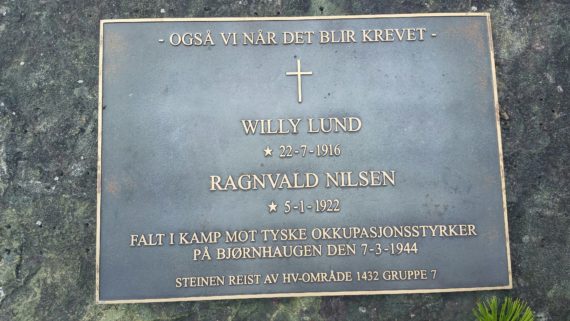 - OGSÅ VI NÅR DET BLIR KREVET -
WILLY LUND
★ 22-7-1916
RAGNVALD NILSEN
★ 5-1-1922
FALT I KAMP MOT TYSKE OKKUPASJONSSTYRKER
PÅ BJØRNHAUGEN DEN 7-3-1944
STEINEN REIST AV HV-OMRÅDE 1432 GRUPPE 7